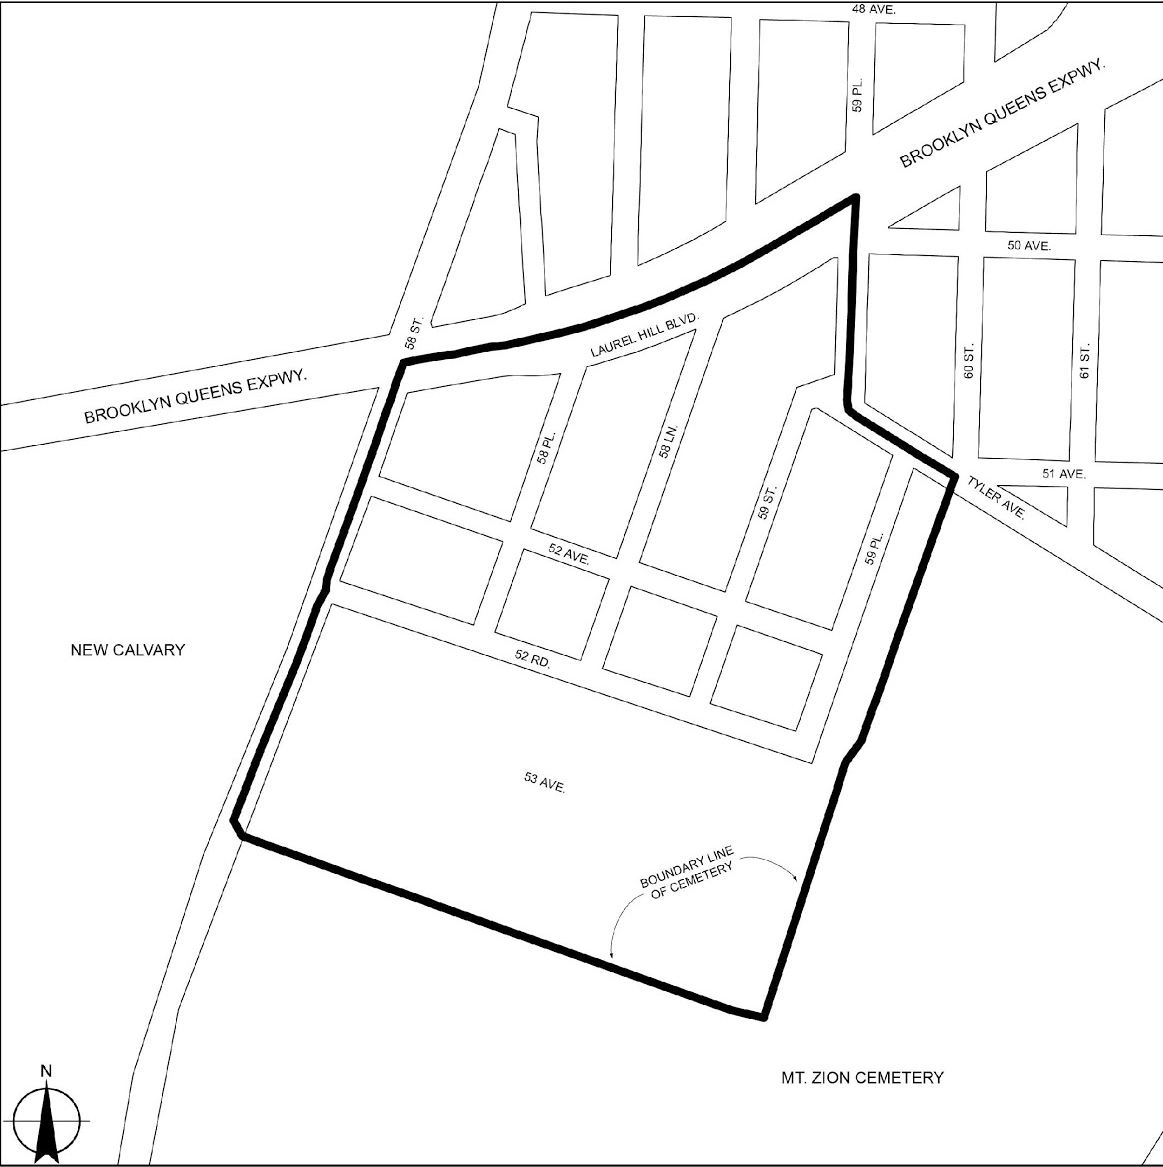 48 AVE.
59 PL.
BROOKLYN QUEENS EXPWY.
50 AVE.
58 ST.
LAUREL HILL BLVD.
60 ST.
61 ST.
BROOKLYN QUEENS EXPWY.
58 PL.
58 LN.
51 AVE.
59 ST.
TYLER AVE.
52 AVE.
59 PL.
NEW CALVARY
52 RD.
53 AVE.
BOUNDARY LINE
OF CEMETERY
N
MT. ZION CEMETERY